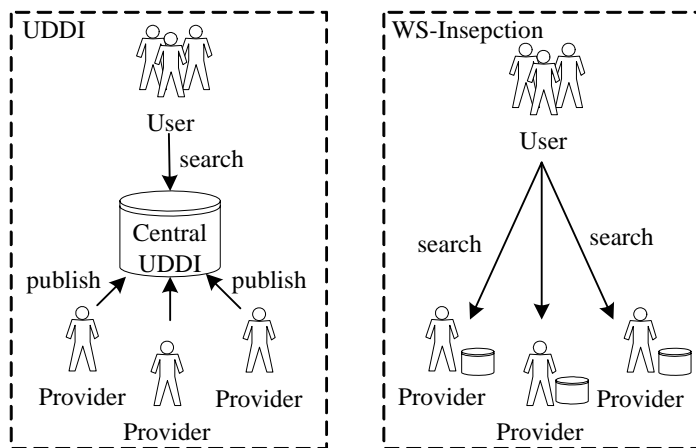 UDDI
User
search
Central
UDDI
publish
publish
Provider
Provider
Provider
WS-Insepction
User
search
search
Provider
Provider
Provider